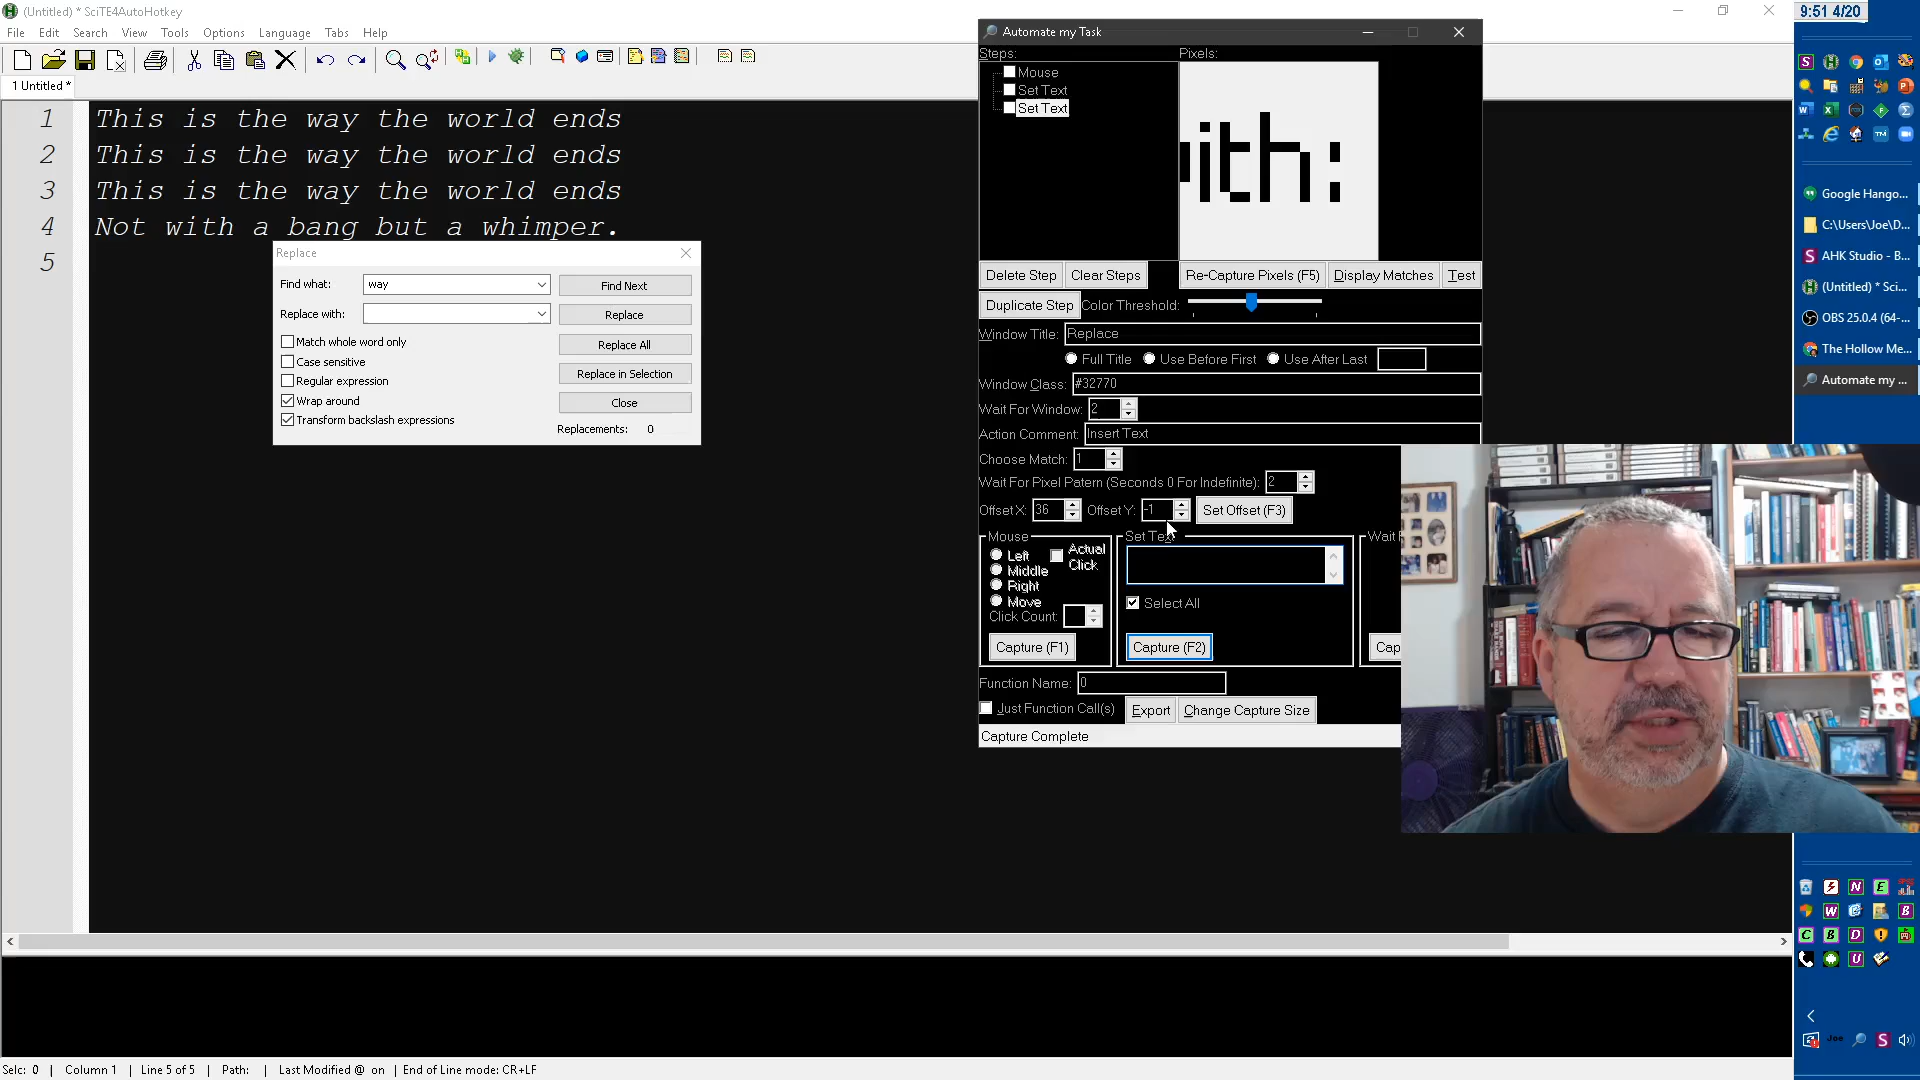 (Untitled) * SciTE4AutoHotkey
File Edit Search View Tools Options Language Tabs Help
1 Untitled *
1 This is the way the world ends
2 This is the way the world ends
3 This is the way the world ends
4 Not with a bang but a whimper.
5
Replace
Find what: way Find Next
Replace with: Replace
Match whole word only Replace All
Case sensitive
Regular expression Replace in Selection
Wrap around Close
Transform backslash expressions
Replacements: 0
Automate my Task
Steps: Pixels:
Mouse
Set Text
Set Text
ith:
Delete Step Clear Steps Re-Capture Pixels (F5) Display Matches Test
Duplicate Step Color Threshold:
Window Title: Replace
Full Title Use Before First Use After Last
Window Class: #32770
Wait For Window: 2
Action Comment: Insert Text
Choose Match: 1
Wait For Pixel Patern (Seconds 0 For Indefinite): 2
Offset X: 36 Offset Y: -1 Set Offset (F3)
Mouse Set Text Wait F
Left Actual Click
Middle
Right
Move
Click Count:
Select All
Capture (F1) Capture (F2) Cap
Function Name: 0
Just Function Call(s) Export Change Capture Size
Capture Complete
9:51 4/20
Google Hango...
C:\Users\Joe\D...
AHK Studio - B...
(Untitled) * Sci...
OBS 25.0.4 (64-...
The Hollow Me...
Automate my ...
Selc: 0 | Column 1 | Line 5 of 5 | Path: | Last Modified @ on | End of Line mode: CR+LF